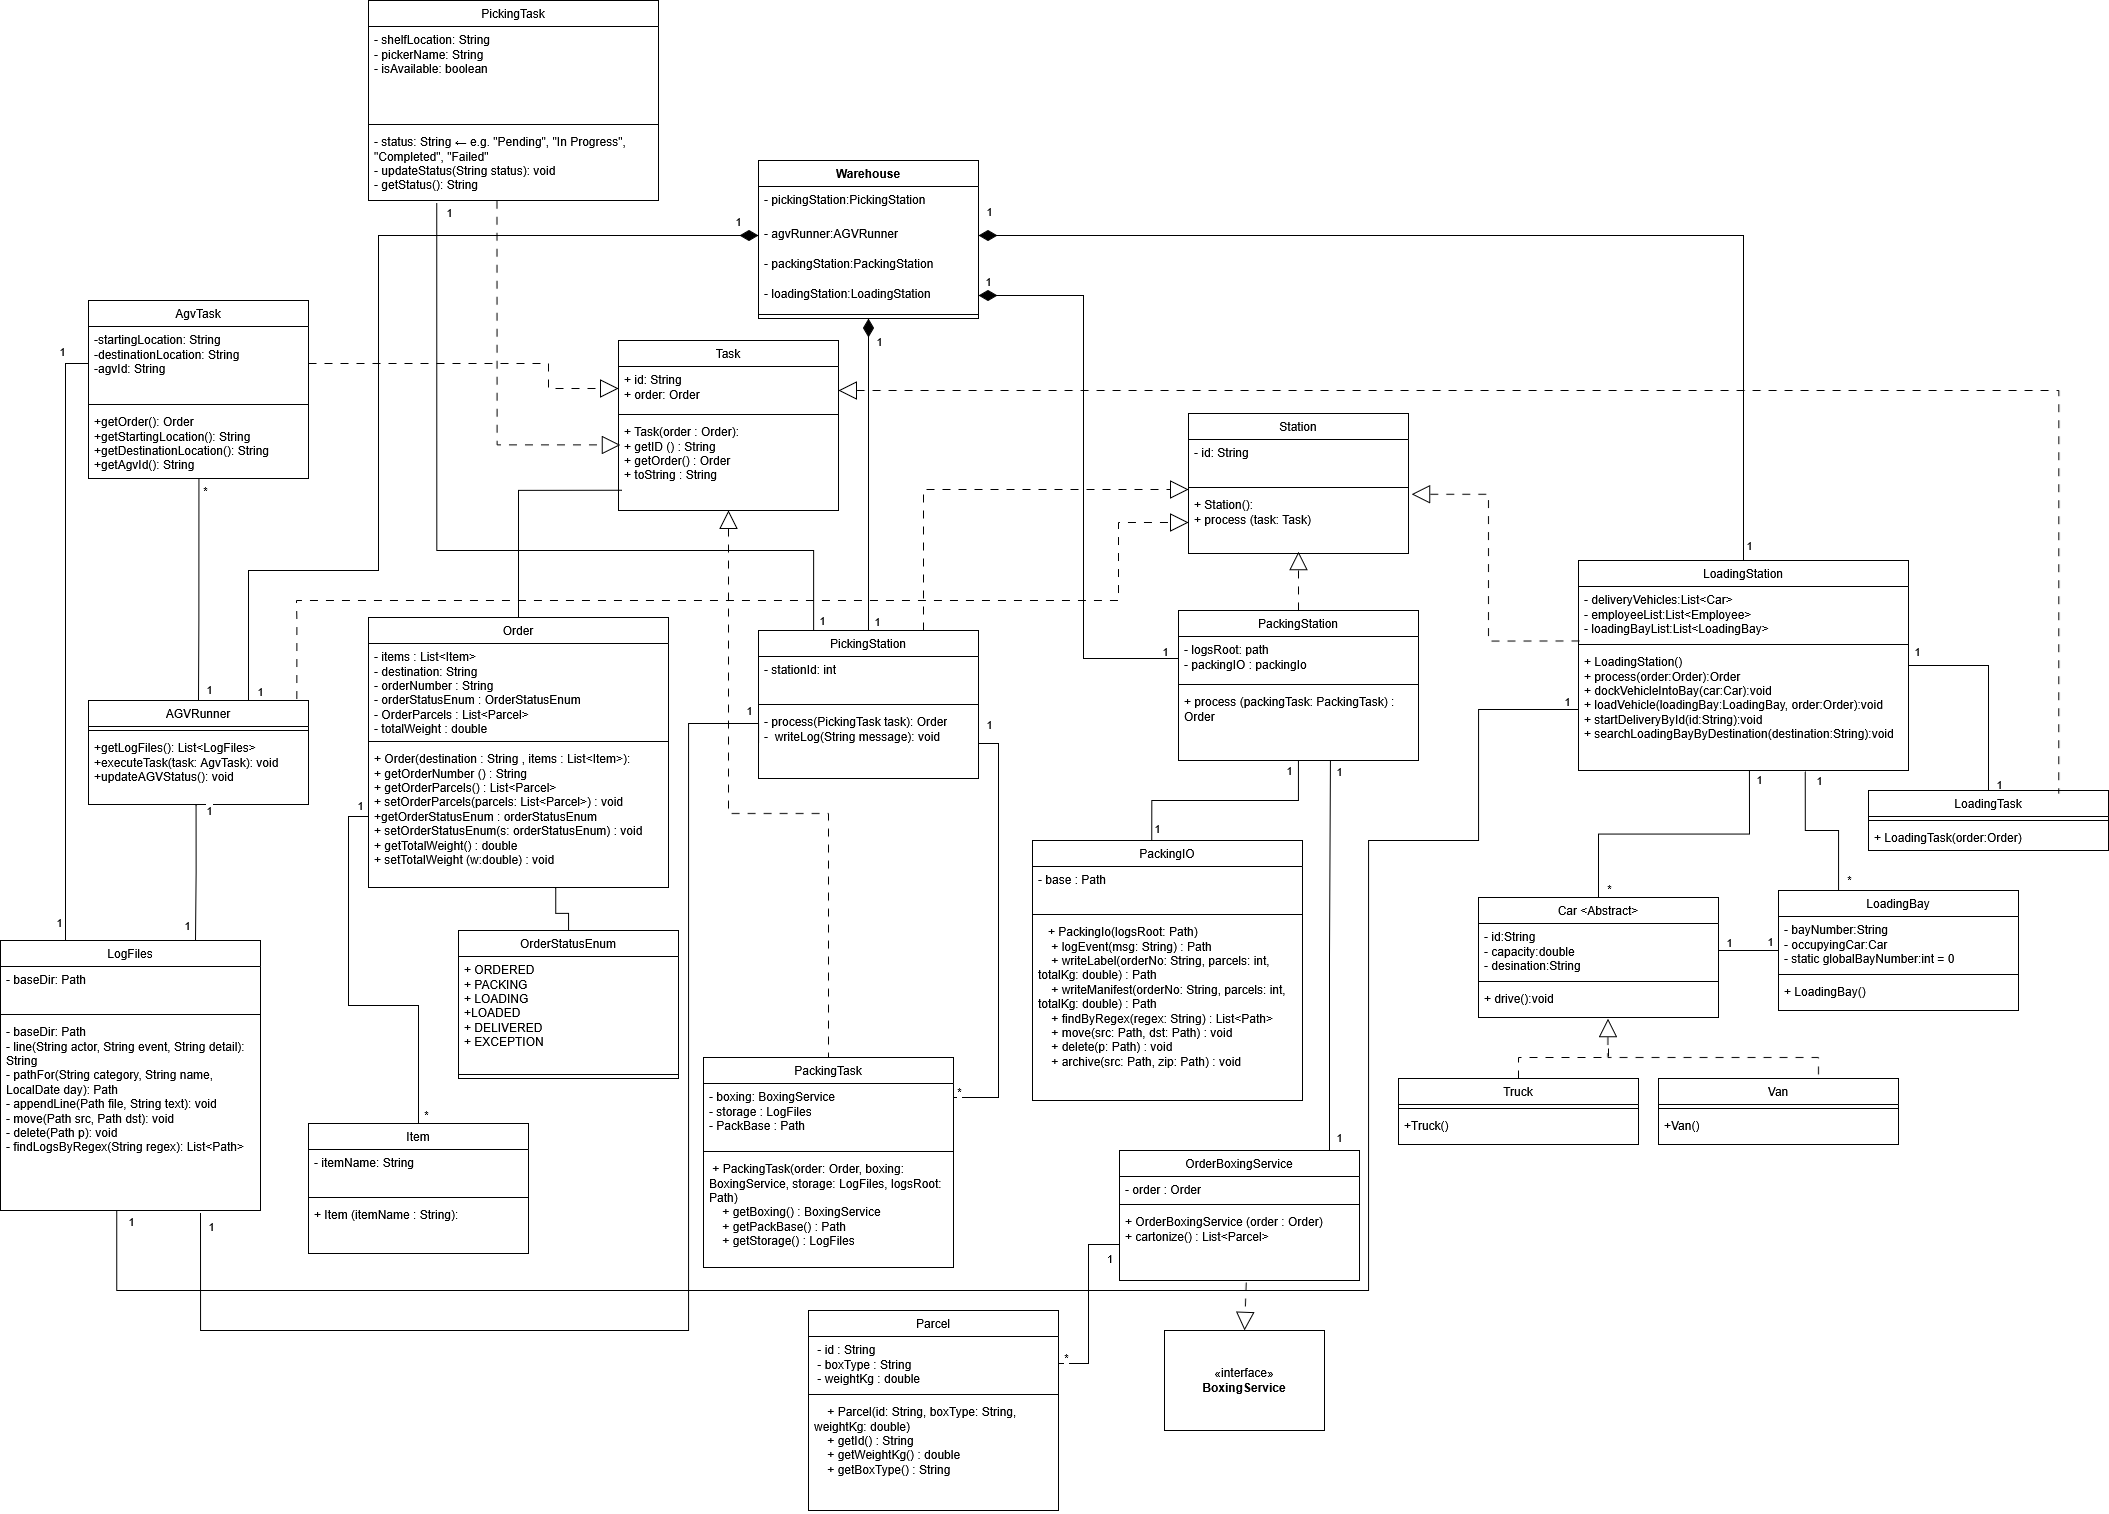 PickingTask
- shelfLocation: String
- pickerName: String
- isAvailable: boolean
- status: String ← e.g. "Pending", "In Progress",
"Completed", "Failed"
- updateStatus(String status): void
- getStatus(): String
1
Warehouse
- pickingStation:PickingStation
- agvRunner:AGVRunner
- packingStation:PackingStation
- loadingStation:LoadingStation
1
1
1
1
AgvTask
-startingLocation: String
-destinationLocation: String
-agvId: String
+getOrder(): Order
+getStartingLocation(): String
+getDestinationLocation(): String
+getAgvId(): String
1
*
Task
+ id: String
+ order: Order
+ Task(order : Order):
+ getID () : String
+ getOrder() : Order
+ toString : String
Station
- id: String
+ Station():
+ process (task: Task)
1
LoadingStation
- deliveryVehicles:List<Car>
- employeeList:List<Employee>
- loadingBayList:List<LoadingBay>
+ LoadingStation()
+ process(order:Order):Order
+ dockVehicleIntoBay(car:Car):void
+ loadVehicle(loadingBay:LoadingBay, order:Order):void
+ startDeliveryById(id:String):void
+ searchLoadingBayByDestination(destination:String):void
1
1
1
1
Order
- items : List<Item>
- destination: String
- orderNumber : String
- orderStatusEnum : OrderStatusEnum
- OrderParcels : List<Parcel>
- totalWeight : double
+ Order(destination : String , items : List<Item>):
+ getOrderNumber () : String
+ getOrderParcels() : List<Parcel>
+ setOrderParcels(parcels: List<Parcel>) : void
+getOrderStatusEnum : orderStatusEnum
+ setOrderStatusEnum(s: orderStatusEnum) : void
+ getTotalWeight() : double
+ setTotalWeight (w:double) : void
1
1
1
PickingStation
- stationId: int
- process(PickingTask task): Order
-  writeLog(String message): void
1
1
1
PackingStation
- logsRoot: path
- packingIO : packingIo
+ process (packingTask: PackingTask) :
Order
1
1
1
1
AGVRunner
+getLogFiles(): List<LogFiles>
+executeTask(task: AgvTask): void
+updateAGVStatus(): void
1
1
LoadingTask
+ LoadingTask(order:Order)
1
PackingIO
- base : Path
+ PackingIo(logsRoot: Path)
+ logEvent(msg: String) : Path
+ writeLabel(orderNo: String, parcels: int,
totalKg: double) : Path
+ writeManifest(orderNo: String, parcels: int,
totalKg: double) : Path
+ findByRegex(regex: String) : List<Path>
+ move(src: Path, dst: Path) : void
+ delete(p: Path) : void
+ archive(src: Path, zip: Path) : void
*
Car <Abstract>
- id:String
- capacity:double
- desination:String
+ drive():void
1
1
*
LoadingBay
- bayNumber:String
- occupyingCar:Car
- static globalBayNumber:int = 0
+ LoadingBay()
1
1
LogFiles
- baseDir: Path
- baseDir: Path
- line(String actor, String event, String detail):
String
- pathFor(String category, String name,
LocalDate day): Path
- appendLine(Path file, String text): void
- move(Path src, Path dst): void
- delete(Path p): void
- findLogsByRegex(String regex): List<Path>
1
1
OrderStatusEnum
+ ORDERED
+ PACKING
+ LOADING
+LOADED
+ DELIVERED
+ EXCEPTION
*
Item
- itemName: String
+ Item (itemName : String):
PackingTask
- boxing: BoxingService
- storage : LogFiles
- PackBase : Path
+ PackingTask(order: Order, boxing:
BoxingService, storage: LogFiles, logsRoot:
Path)
+ getBoxing() : BoxingService
+ getPackBase() : Path
+ getStorage() : LogFiles
*
Truck
+Truck()
Van
+Van()
1
OrderBoxingService
- order : Order
+ OrderBoxingService (order : Order)
+ cartonize() : List<Parcel>
1
*
Parcel
- id : String
- boxType : String
- weightKg : double
+ Parcel(id: String, boxType: String,
weightKg: double)
+ getId() : String
+ getWeightKg() : double
+ getBoxType() : String
«interface»
BoxingService